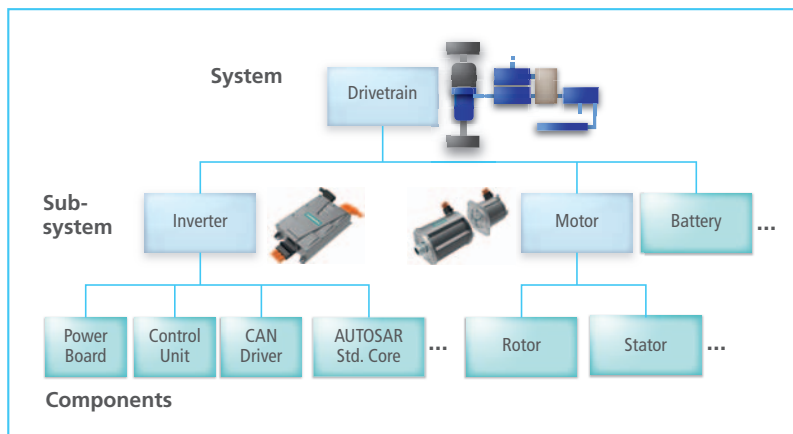 System
Drivetrain
Sub-
system
Inverter
Motor
Battery
...
Power
Board
Control
Unit
CAN
Driver
AUTOSAR
Std. Core
...
Rotor
Stator
...
Components